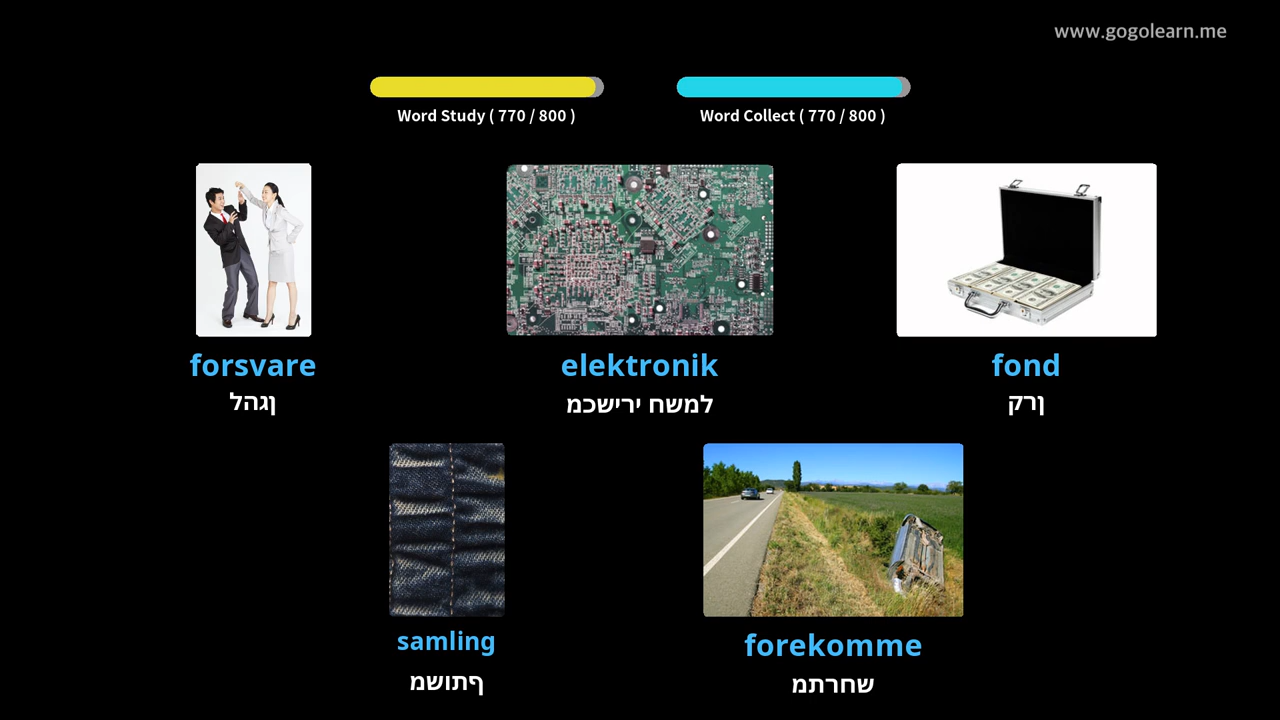 www.gogolearn.me
Word Study ( 770 / 800 )
Word Collect ( 770 / 800 )
forsvare
להגן
elektronik
מכשירי חשמל
fond
קרן
samling
משותף
forekomme
מתרחש